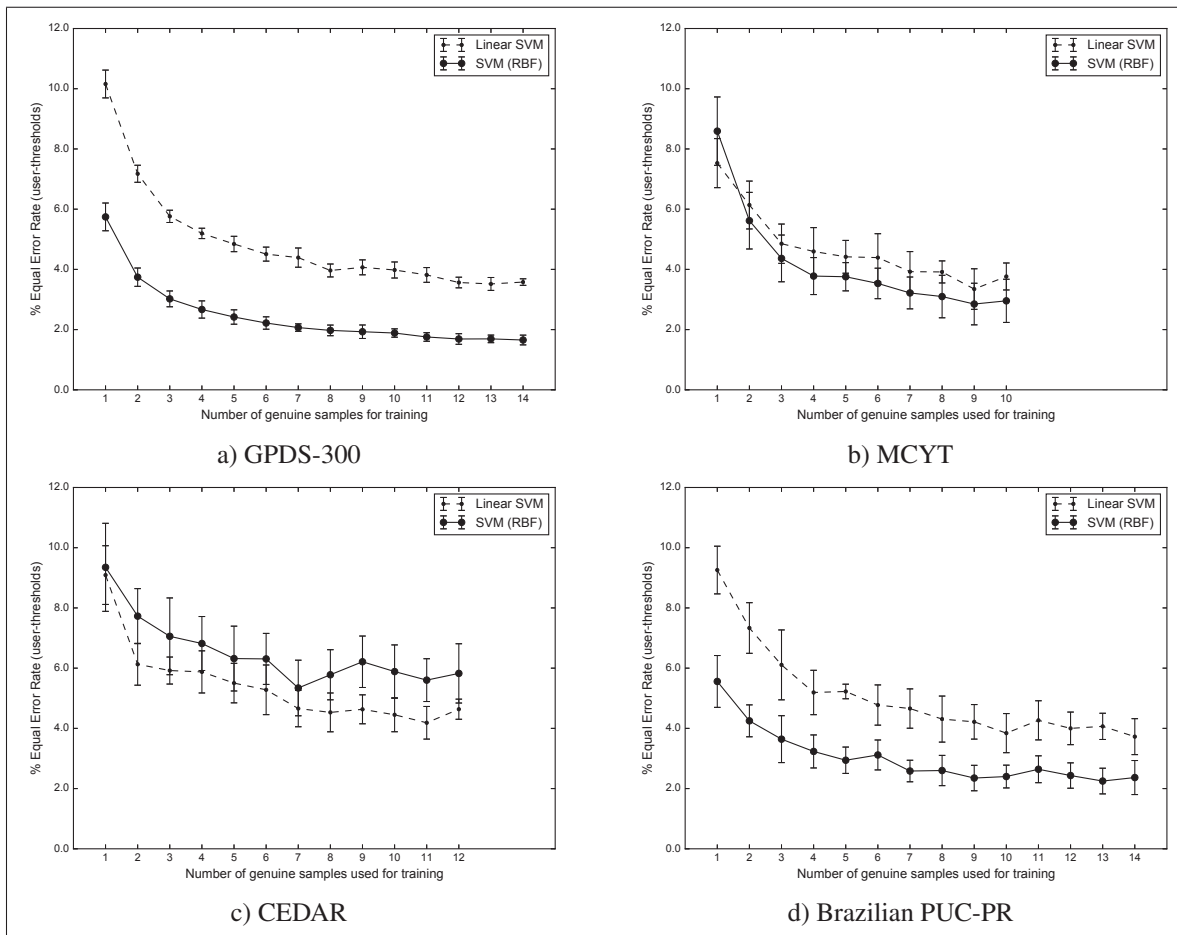 12.0
10.0
8.0
6.0
4.0
2.0
0.0
% Equal Error Rate (user-thresholds)
Linear SVM
SVM (RBF)
1 2 3 4 5 6 7 8 9 10 11 12 13 14
Number of genuine samples for training
a) GPDS-300
12.0
10.0
8.0
6.0
4.0
2.0
0.0
% Equal Error Rate (user-thresholds)
Linear SVM
SVM (RBF)
1 2 3 4 5 6 7 8 9 10
Number of genuine samples used for training
b) MCYT
12.0
10.0
8.0
6.0
4.0
2.0
0.0
% Equal Error Rate (user-thresholds)
Linear SVM
SVM (RBF)
1 2 3 4 5 6 7 8 9 10 11 12
Number of genuine samples used for training
c) CEDAR
12.0
10.0
8.0
6.0
4.0
2.0
0.0
% Equal Error Rate (user-thresholds)
Linear SVM
SVM (RBF)
1 2 3 4 5 6 7 8 9 10 11 12 13 14
Number of genuine samples used for training
d) Brazilian PUC-PR